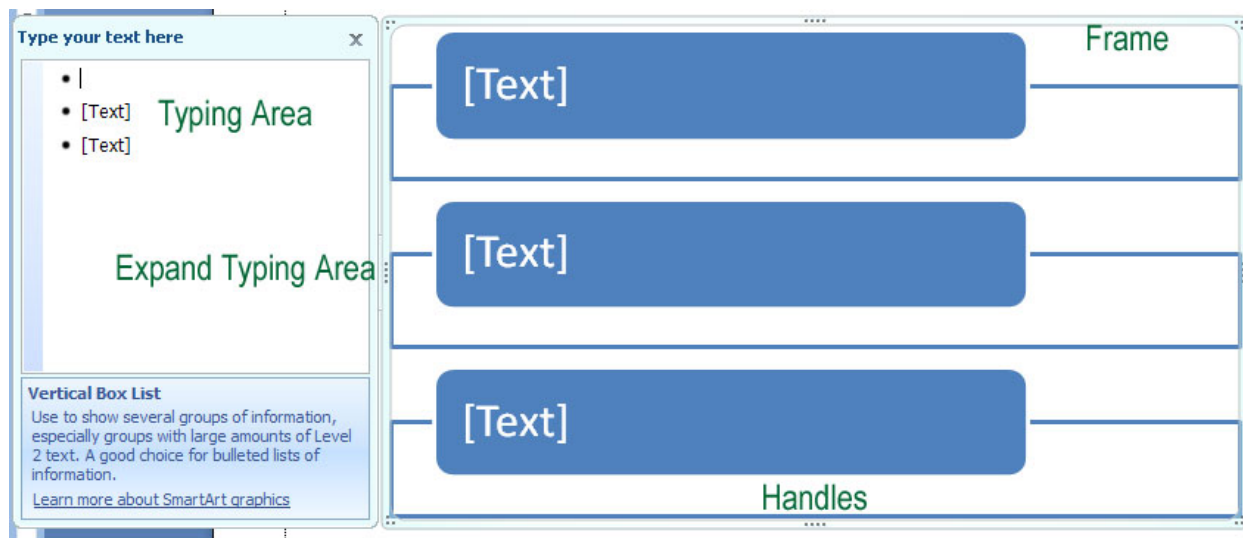 Type your text here
x
Frame
[Text]
[Text]
Typing Area
[Text]
[Text]
Expand Typing Area
[Text]
Vertical Box List
Use to show several groups of information,
especially groups with large amounts of Level
2 text. A good choice for bulleted lists of
information.
Learn more about SmartArt graphics
Handles